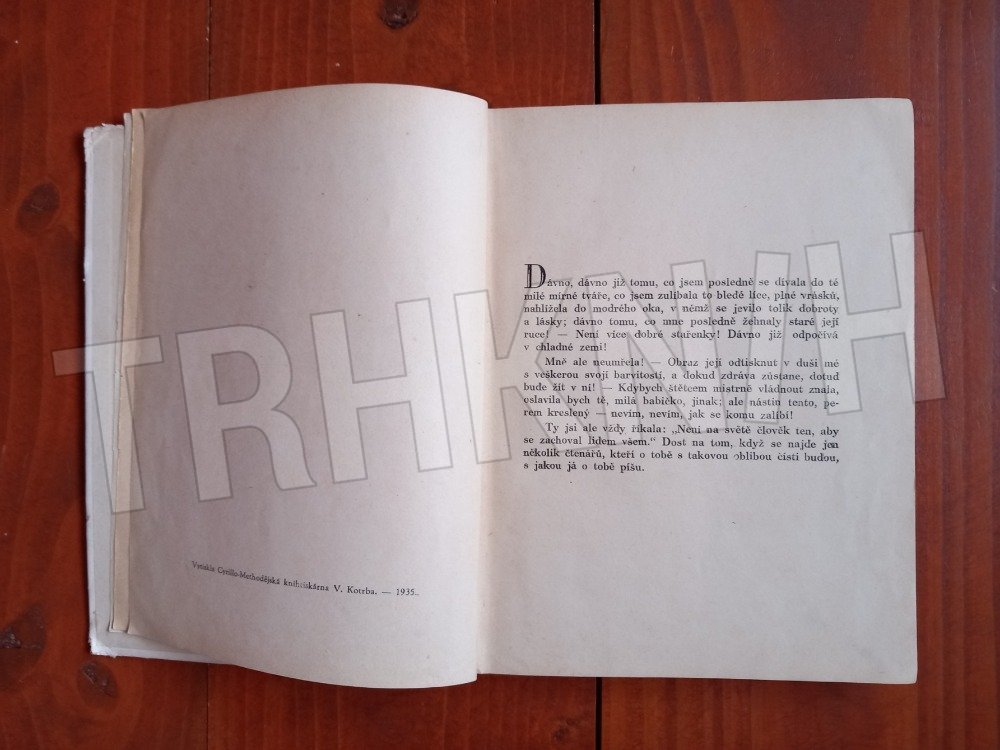 Vytiskla Cyrillo-Methodějská knihtiskárna V. Kotrba. — 1935.
Dávno, dávno již tomu, co jsem posledně se dívala do té
milé mírné tváře, co jsem zulíbala to bledé líce, plné vrásků,
nahlížela do modrého oka, v němž se jevilo tolik dobroty
a lásky; dávno tomu, co mne posledně žehnaly staré její
ruce! — Není více dobré stařenky! Dávno již odpočívá
v chladné zemi!
Mně ale neumřela! — Obraz její odtisknut v duši mé
s veškerou svojí barvitostí, a dokud zdráva zůstane, dotud
bude žít v ní! — Kdybych štětcem mistrně vládnout znala,
oslavila bych tě, milá babičko, jinak; ale nástin tento, pe-
rem kreslený — nevím, nevím, jak se komu zalíbí!
Ty jsi ale vždy říkala: „Není na světě člověk ten, aby
se zachoval lidem všem.“ Dost na tom, když se najde jen
několik čtenářů, kteří o tobě s takovou oblibou čísti budou,
s jakou já o tobě píšu.
TRHKNIH